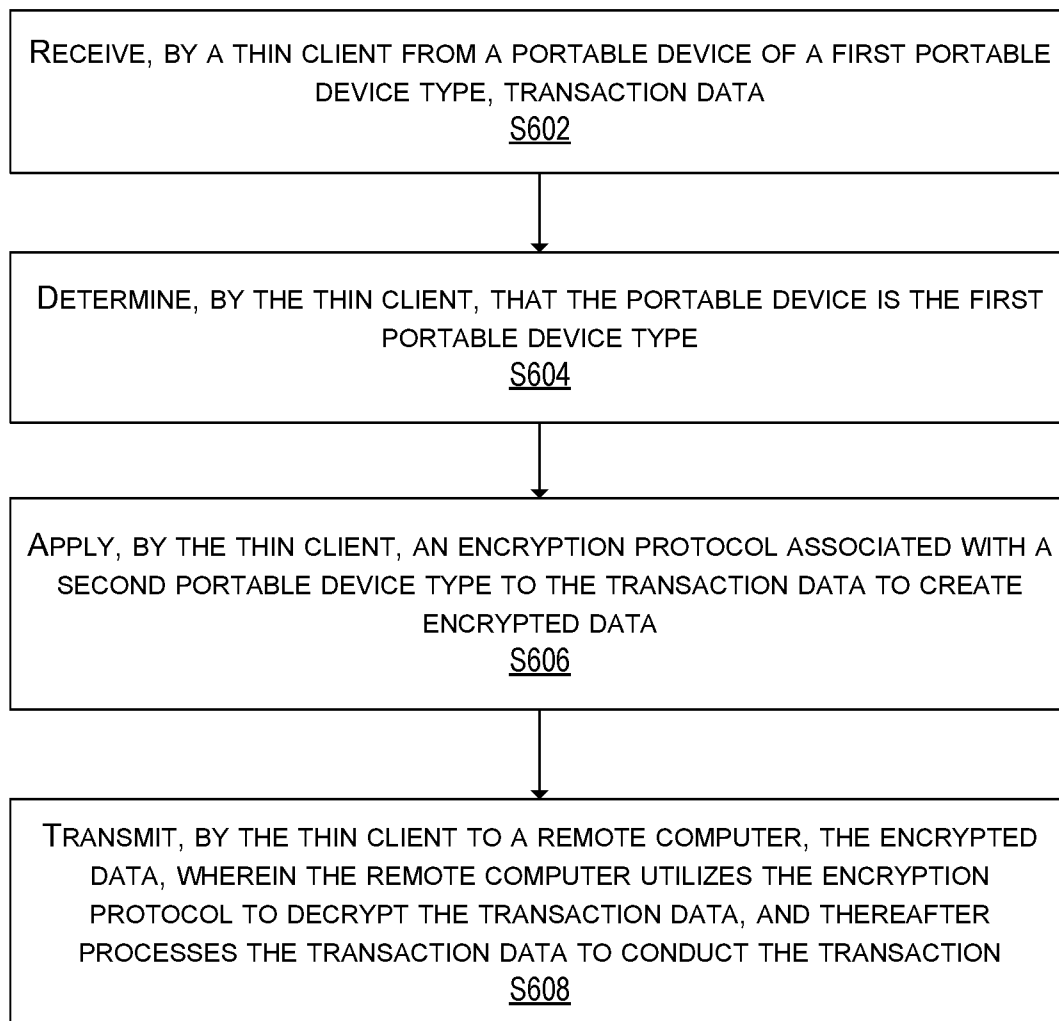 RECEIVE, BY A THIN CLIENT FROM A PORTABLE DEVICE OF A FIRST PORTABLE
DEVICE TYPE, TRANSACTION DATA
S602
DETERMINE, BY THE THIN CLIENT, THAT THE PORTABLE DEVICE IS THE FIRST
PORTABLE DEVICE TYPE
S604
APPLY, BY THE THIN CLIENT, AN ENCRYPTION PROTOCOL ASSOCIATED WITH A
SECOND PORTABLE DEVICE TYPE TO THE TRANSACTION DATA TO CREATE
ENCRYPTED DATA
S606
TRANSMIT, BY THE THIN CLIENT TO A REMOTE COMPUTER, THE ENCRYPTED
DATA, WHEREIN THE REMOTE COMPUTER UTILIZES THE ENCRYPTION
PROTOCOL TO DECRYPT THE TRANSACTION DATA, AND THEREAFTER
PROCESSES THE TRANSACTION DATA TO CONDUCT THE TRANSACTION
S608